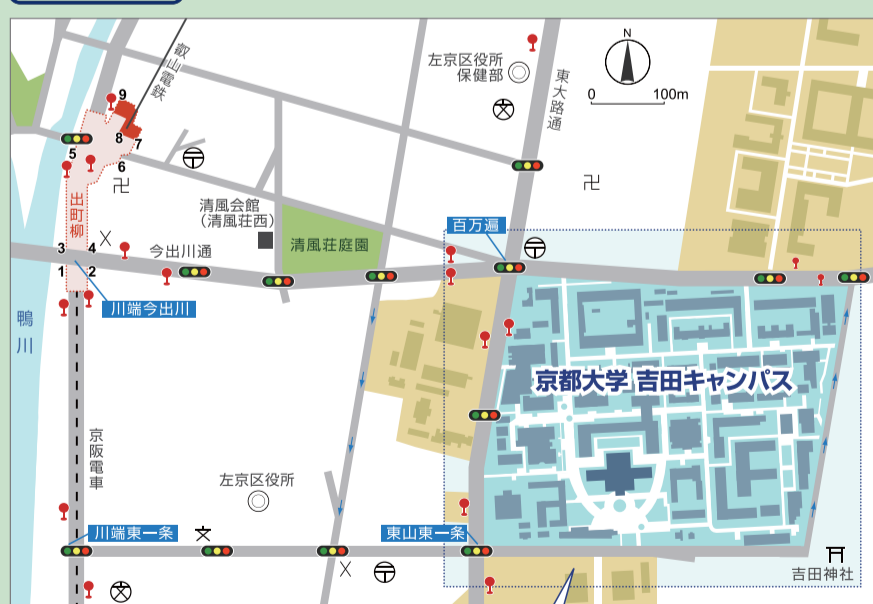 叡山電鉄
左京区役所
保健部
東大路通
N
0
100m
9
8
7
5
6
出町柳
清風会館
(清風荘西)
清風荘庭園
百万遍
3
4
今出川通
1
2
川端今出川
鴨川
京都大学 吉田キャンパス
京阪電車
左京区役所
川端東一条
東山東一条
吉田神社